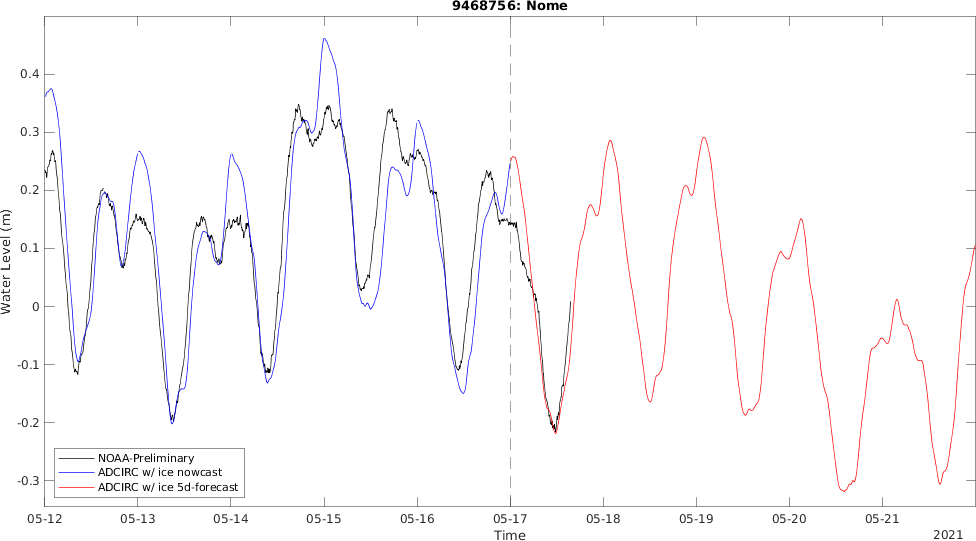 9468756: Nome
Water Level (m)
0.4
0.3
0.2
0.1
0
-0.1
-0.2
-0.3
NOAA-Preliminary
ADCIRC w/ ice nowcast
ADCIRC w/ ice 5d-forecast
05-12 05-13 05-14 05-15 05-16 05-17 05-18 05-19 05-20 05-21
Time
2021